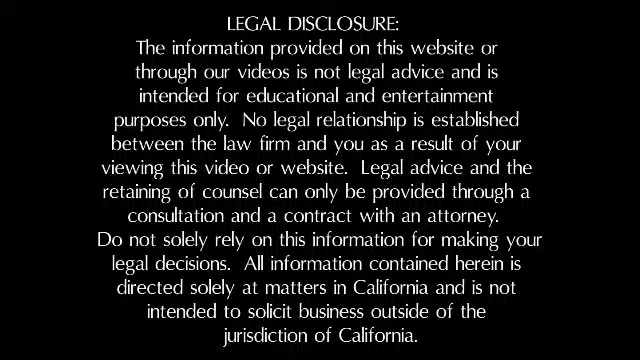 LEGAL DISCLOSURE:
The information provided on this website or
through our videos is not legal advice and is
intended for educational and entertainment
purposes only.  No legal relationship is established
between the law firm and you as a result of your
viewing this video or website.  Legal advice and the
retaining of counsel can only be provided through a
consultation and a contract with an attorney.
Do not solely rely on this information for making your
legal decisions.  All information contained herein is
directed solely at matters in California and is not
intended to solicit business outside of the
jurisdiction of California.